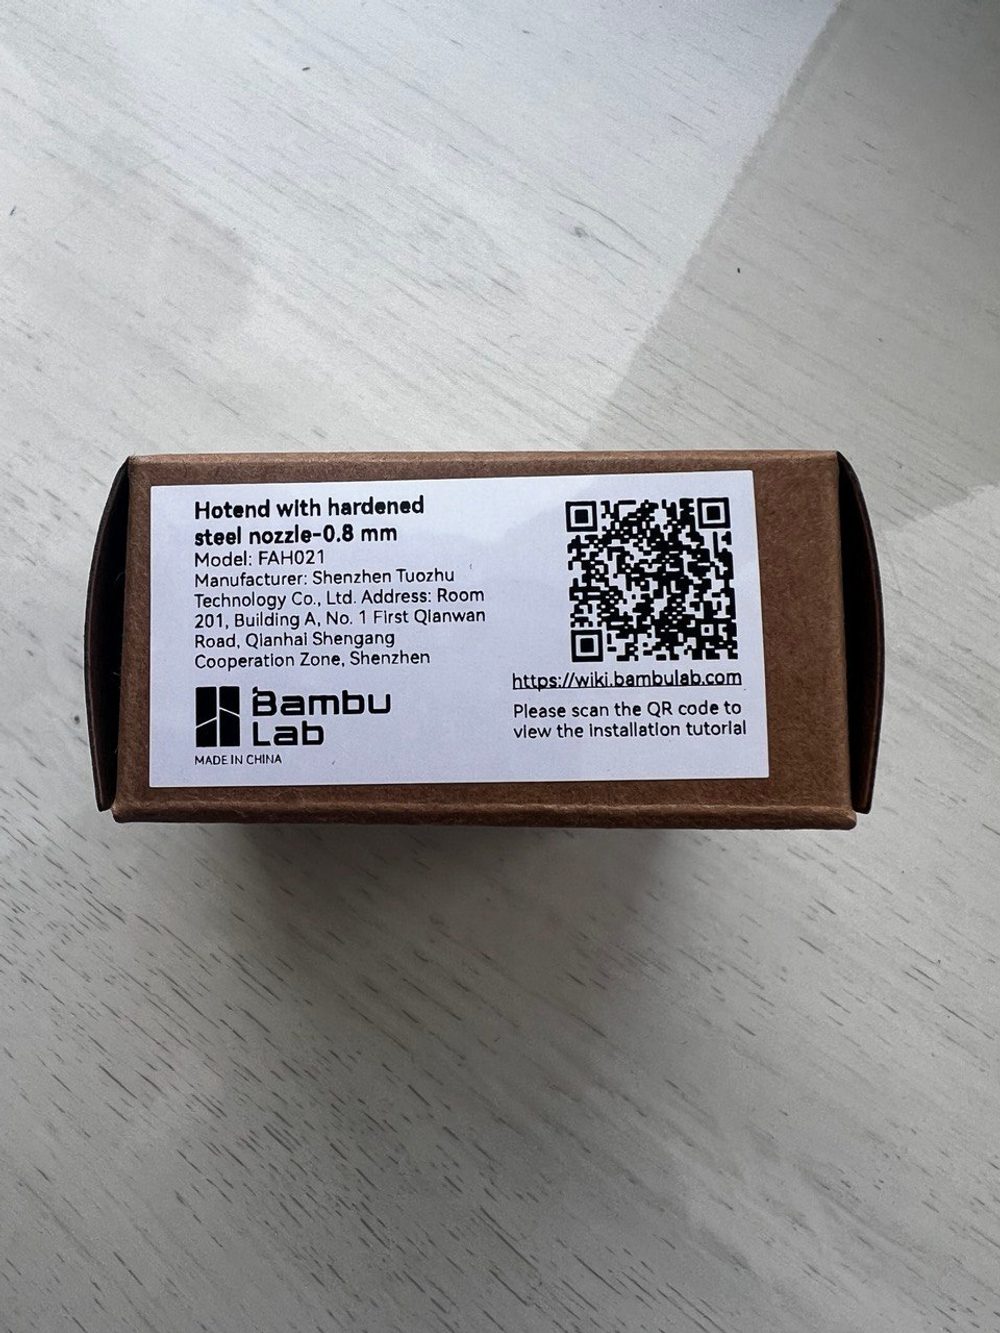 Hotend with hardened
steel nozzle-0.8 mm
Model: FAH021
Manufacturer: Shenzhen Tuozhu
Technology Co., Ltd. Address: Room
201, Building A, No. 1 First Qianwan
Road, Qianhai Shengang
Cooperation Zone, Shenzhen
Bambu
Lab
MADE IN CHINA
https://wiki.bambulab.com
Please scan the QR code to
view the installation tutorial